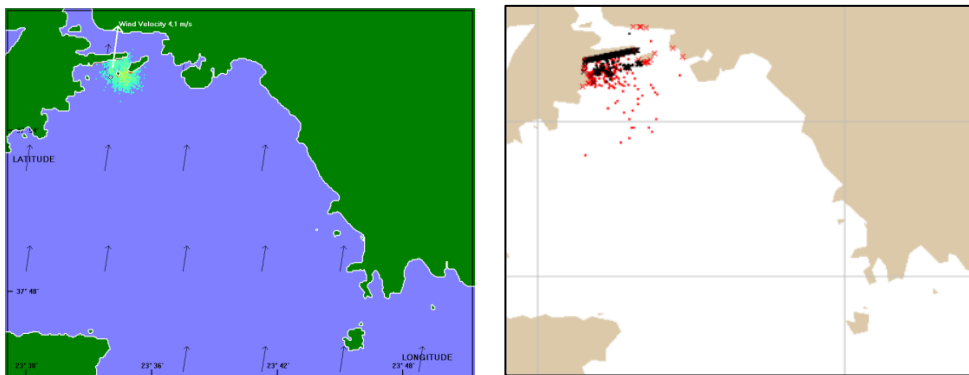 Wind Velocity 4,1 m/s
LATITUDE
37° 48'
LONGITUDE
23° 30' 23° 36' 23° 42' 23° 48'